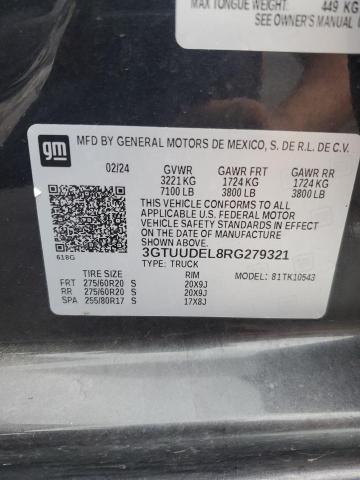 MAX TONGUE WEIGHT: 449 KG
SEE OWNER'S MANUAL
gm
MFD BY GENERAL MOTORS DE MEXICO, S. DE R.L. DE C.V.
02/24 GVWR GAWR FRT GAWR RR
3221 KG 1724 KG 1724 KG
7100 LB 3800 LB 3800 LB
THIS VEHICLE CONFORMS TO ALL APPLICABLE
U.S. FEDERAL MOTOR VEHICLE SAFETY, BUMPER, AND
THEFT PREVENTION STANDARDS IN EFFECT ON
THE DATE OF MANUFACTURE SHOWN ABOVE.
3GTUUDEL8RG279321
618G TYPE: TRUCK
TIRE SIZE RIM 81TK10543
FRT 275/60R20 S 20X9J
RR 275/60R20 S 20X9J
SPA 255/80R17 S 17X8J